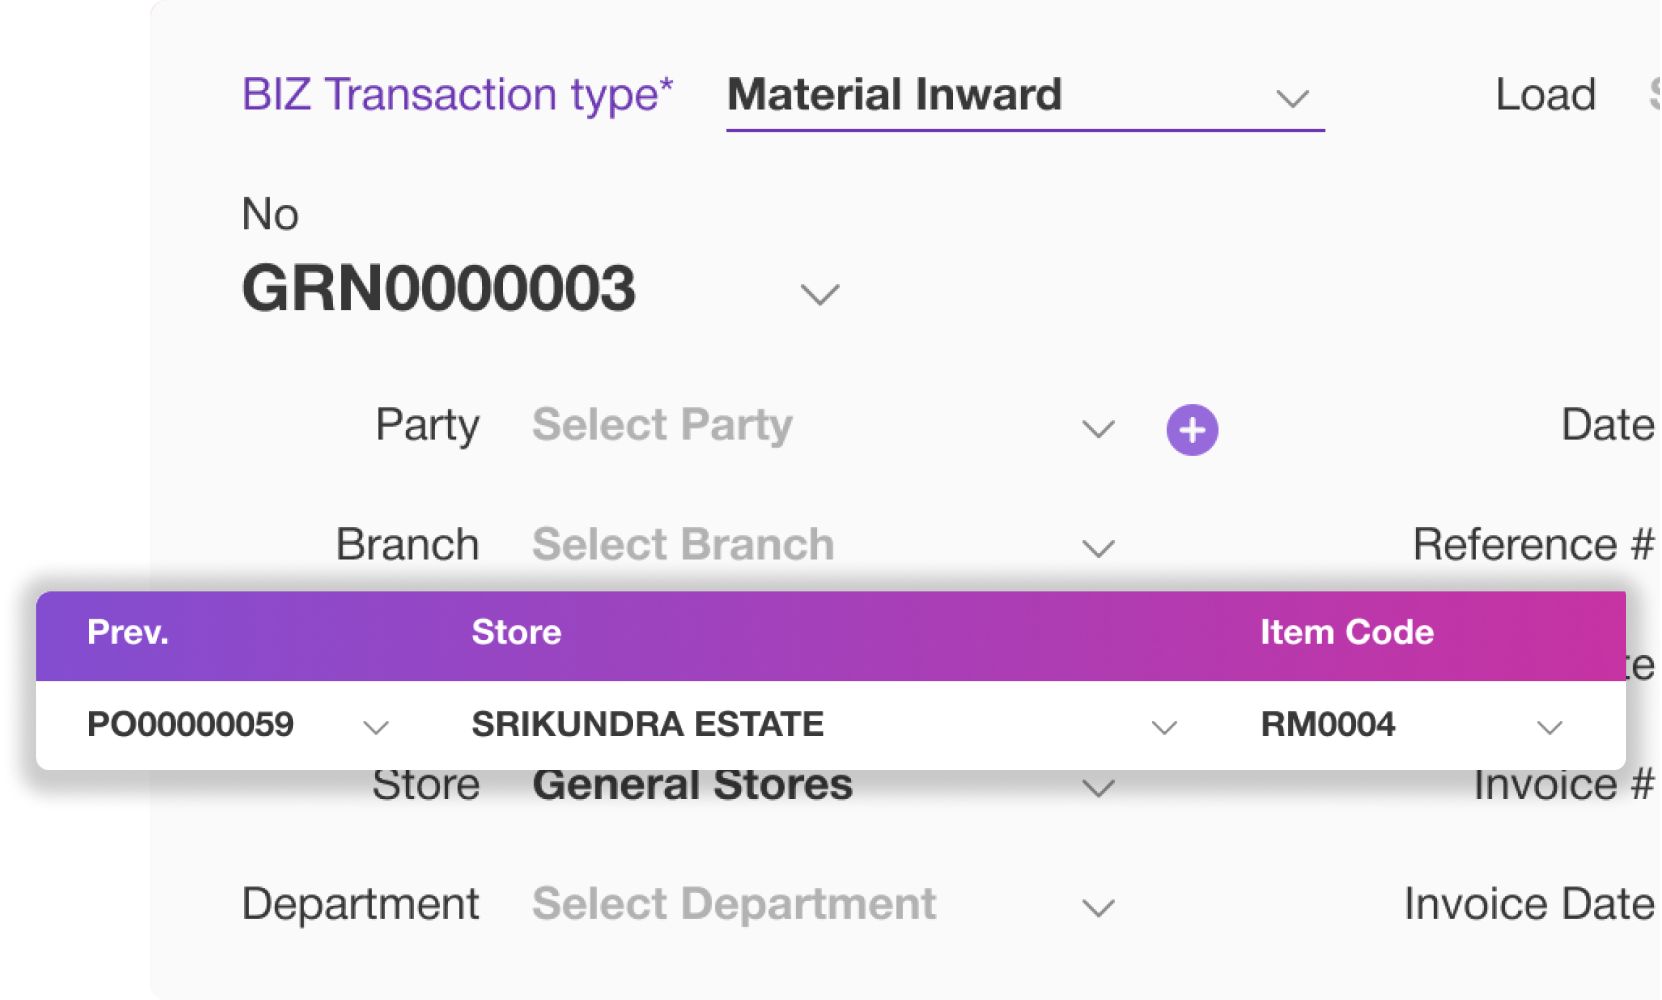 BIZ Transaction type* Material Inward Load
No
GRN0000003
Party Select Party Date
Branch Select Branch Reference #
Prev. Store Item Code
PO00000059 SRIKUNDRA ESTATE RM0004
Store General Stores Invoice #
Department Select Department Invoice Date